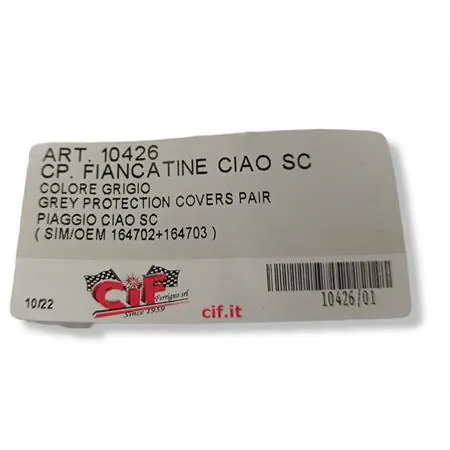 ART. 10426
CP. FIANCATINE CIAO SC
COLORE GRIGIO
GREY PROTECTION COVERS PAIR
PIAGGIO CIAO SC
( SIM/OEM 164702+164703 )
10/22
CiF
Ferrigno srl
Since 1959
cif.it
10426/01